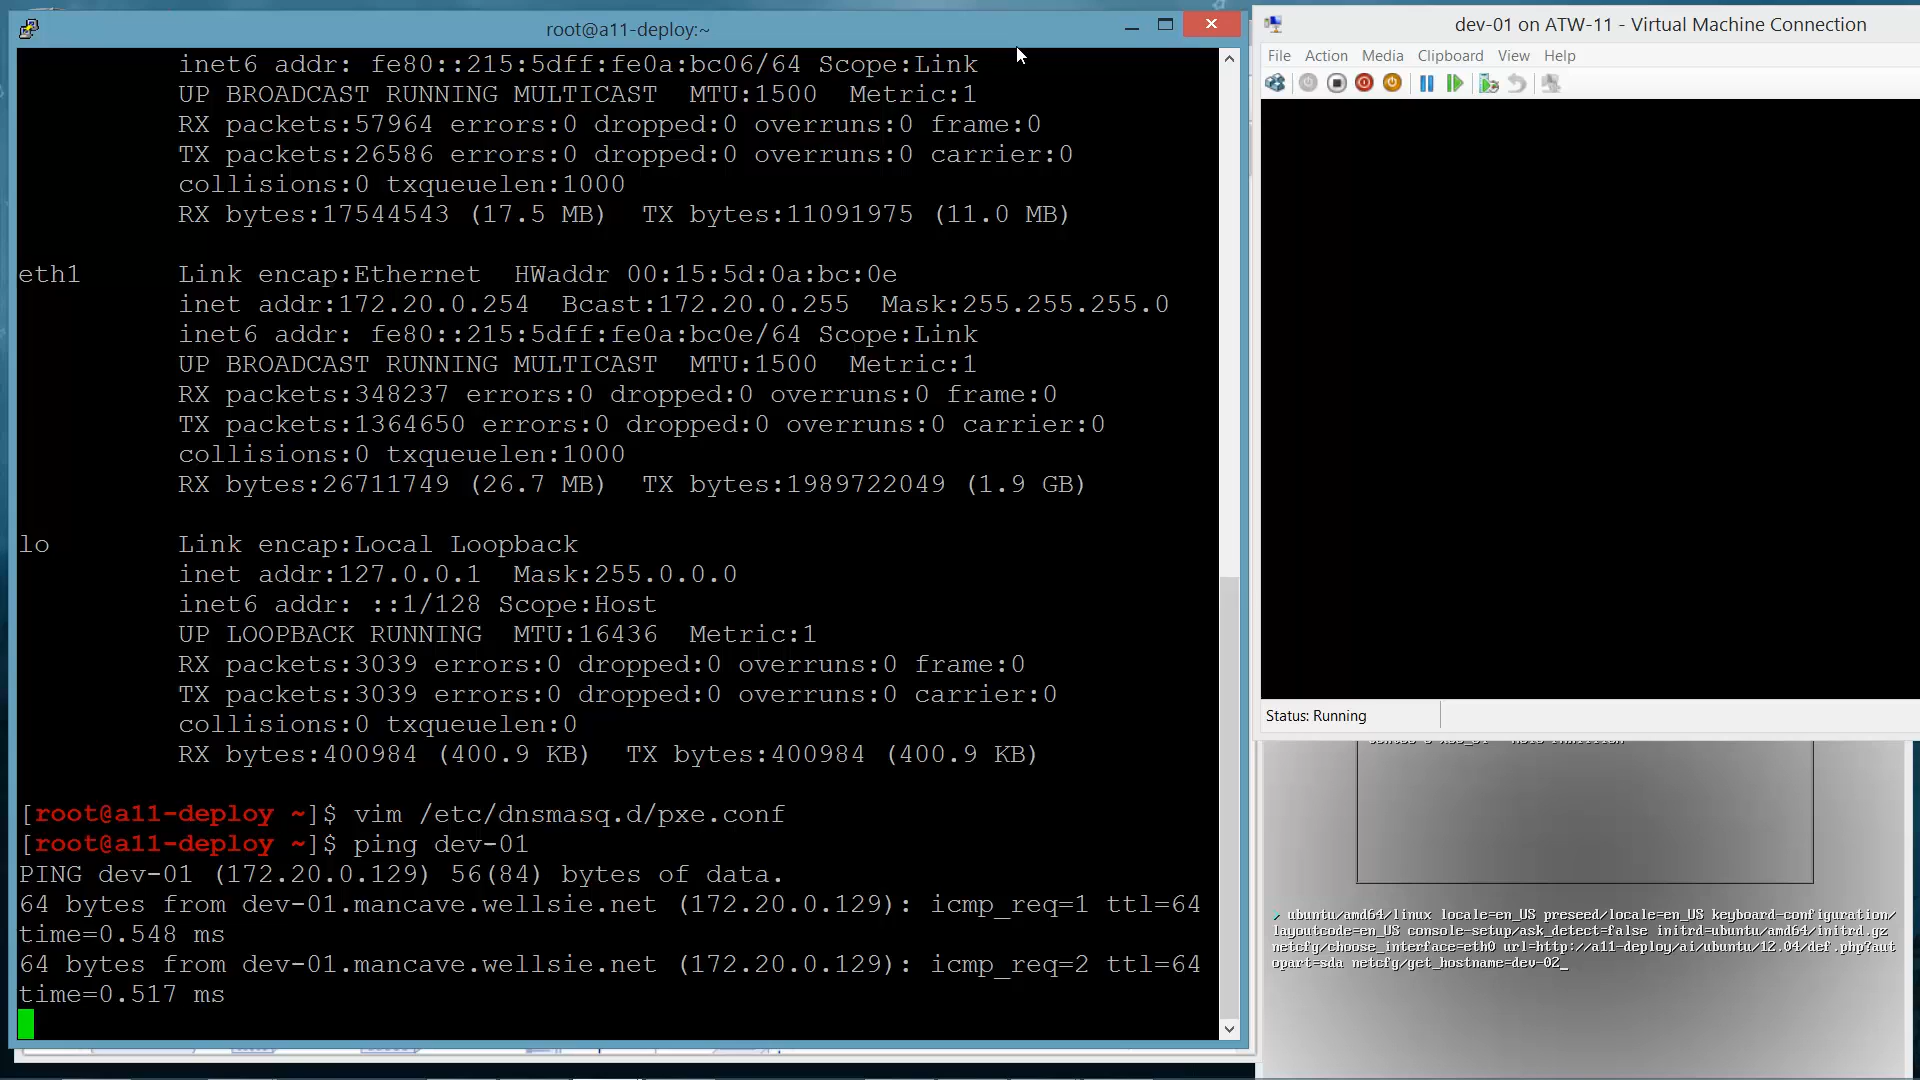 root@a11-deploy:~
inet6 addr: fe80::215:5dff:fe0a:bc06/64 Scope:Link
UP BROADCAST RUNNING MULTICAST  MTU:1500  Metric:1
RX packets:57964 errors:0 dropped:0 overruns:0 frame:0
TX packets:26586 errors:0 dropped:0 overruns:0 carrier:0
collisions:0 txqueuelen:1000
RX bytes:17544543 (17.5 MB)  TX bytes:11091975 (11.0 MB)
eth1      Link encap:Ethernet  HWaddr 00:15:5d:0a:bc:0e
inet addr:172.20.0.254  Bcast:172.20.0.255  Mask:255.255.255.0
inet6 addr: fe80::215:5dff:fe0a:bc0e/64 Scope:Link
UP BROADCAST RUNNING MULTICAST  MTU:1500  Metric:1
RX packets:348237 errors:0 dropped:0 overruns:0 frame:0
TX packets:1364650 errors:0 dropped:0 overruns:0 carrier:0
collisions:0 txqueuelen:1000
RX bytes:26711749 (26.7 MB)  TX bytes:1989722049 (1.9 GB)
lo        Link encap:Local Loopback
inet addr:127.0.0.1  Mask:255.0.0.0
inet6 addr: ::1/128 Scope:Host
UP LOOPBACK RUNNING  MTU:16436  Metric:1
RX packets:3039 errors:0 dropped:0 overruns:0 frame:0
TX packets:3039 errors:0 dropped:0 overruns:0 carrier:0
collisions:0 txqueuelen:0
RX bytes:400984 (400.9 KB)  TX bytes:400984 (400.9 KB)
[root@a11-deploy ~]$ vim /etc/dnsmasq.d/pxe.conf
[root@a11-deploy ~]$ ping dev-01
PING dev-01 (172.20.0.129) 56(84) bytes of data.
64 bytes from dev-01.mancave.wellsie.net (172.20.0.129): icmp_req=1 ttl=64
time=0.548 ms
64 bytes from dev-01.mancave.wellsie.net (172.20.0.129): icmp_req=2 ttl=64
time=0.517 ms
dev-01 on ATW-11 - Virtual Machine Connection
File Action Media Clipboard View Help
Status: Running
> ubuntu/amd64/linux locale=en_US preseed/locale=en_US keyboard-configuration/
layoutcode=en_US console-setup/ask_detect=false initrd=ubuntu/amd64/initrd.gz
netcfg/choose_interface=eth0 url=http://a11-deploy/ai/ubuntu/12.04/def.php?aut
opart=sda netcfg/get_hostname=dev-02_